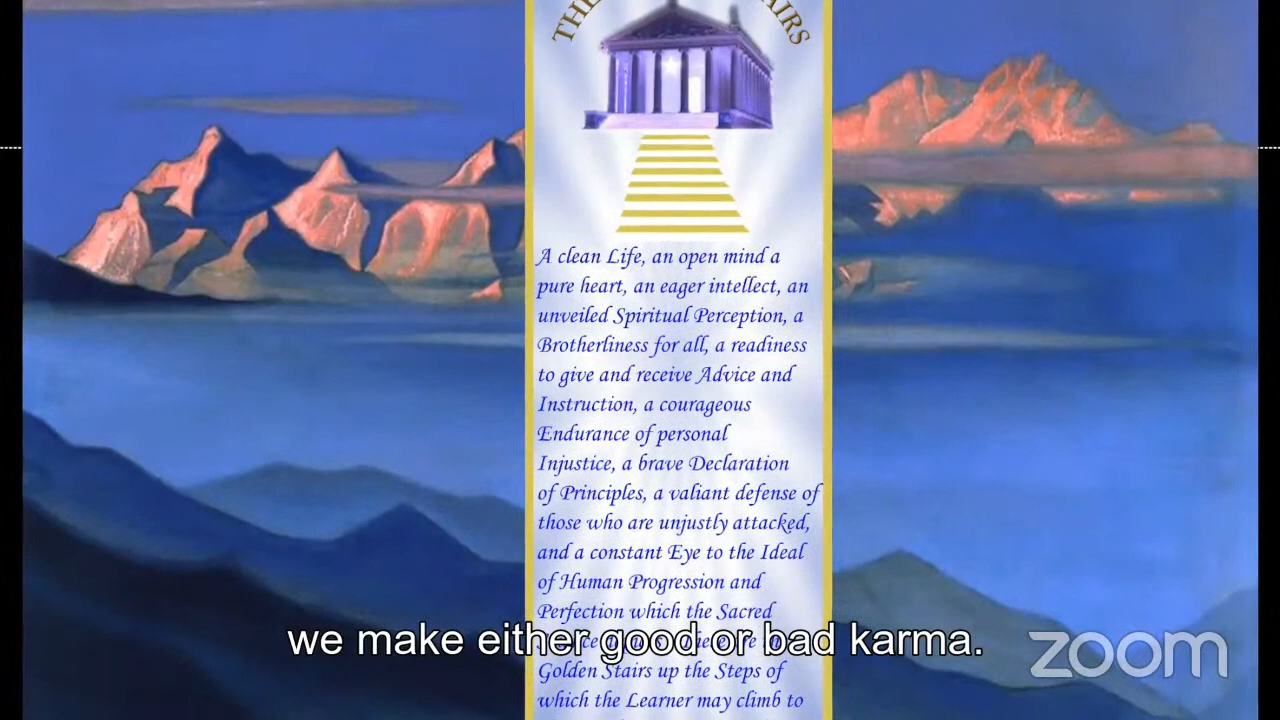 THE
AIRS
A clean Life, an open mind a
pure heart, an eager intellect, an
unveiled Spiritual Perception, a
Brotherliness for all, a readiness
to give and receive Advice and
Instruction, a courageous
Endurance of personal
Injustice, a brave Declaration
of Principles, a valiant defense of
those who are unjustly attacked,
and a constant Eye to the Ideal
of Human Progression and
Perfection which the Sacred
we make either good or bad karma.
zoom
Golden Stairs up the Steps of
which the Learner may climb to